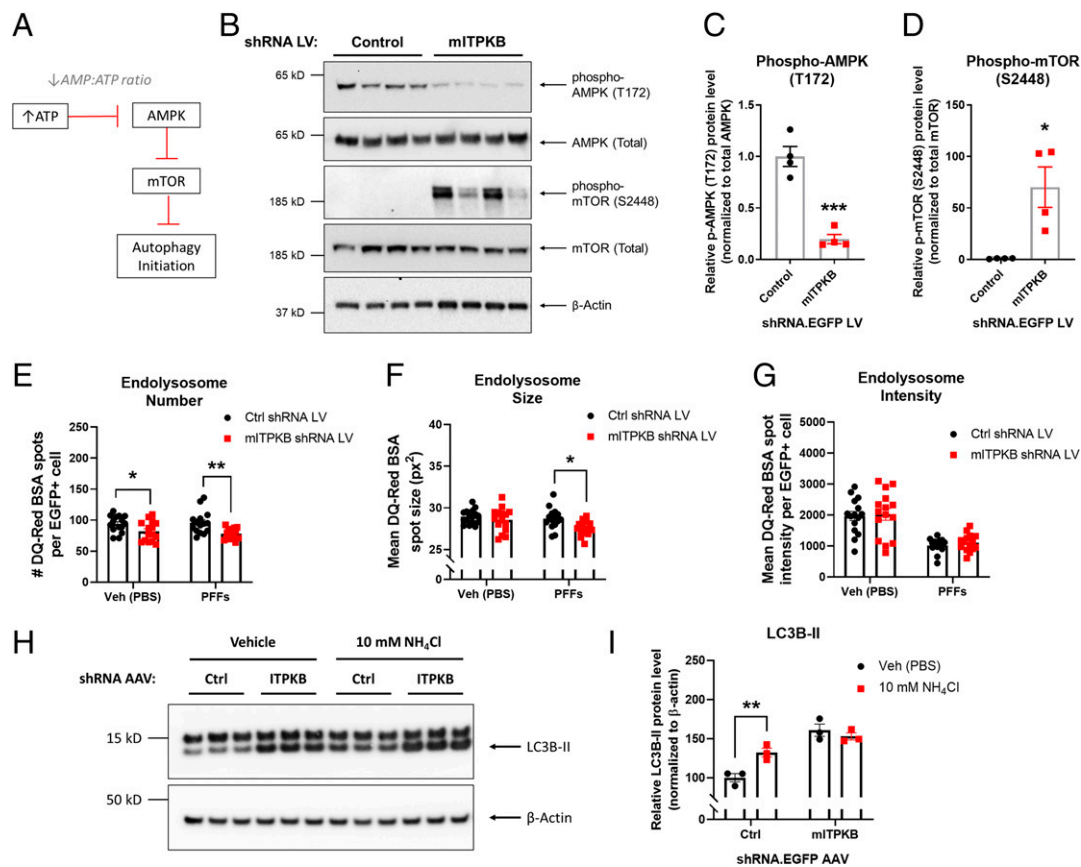 A
↓AMP:ATP ratio
↑ATP
AMPK
mTOR
Autophagy
Initiation
B
shRNA LV:
Control
mITPKB
65 kD
phospho-
AMPK (T172)
65 kD
AMPK (Total)
185 kD
phospho-
mTOR (S2448)
185 kD
mTOR (Total)
37 kD
β-Actin
C
Phospho-AMPK
(T172)
Relative p-AMPK (T172) protein level
(normalized to total AMPK)
1.5
1.0
0.5
0.0
***
Control
mITPKB
shRNA.EGFP LV
D
Phospho-mTOR
(S2448)
Relative p-mTOR (S2448) protein level
(normalized to total mTOR)
150
100
50
0
*
Control
mITPKB
shRNA.EGFP LV
E
Endolysosome
Number
Ctrl shRNA LV
mITPKB shRNA LV
# DQ-Red BSA spots
per EGFP+ cell
250
200
150
100
50
0
*
**
Veh (PBS)
PFFs
F
Endolysosome
Size
Ctrl shRNA LV
mITPKB shRNA LV
Mean DQ-Red BSA
spot size (px²)
40
35
30
25
0
*
Veh (PBS)
PFFs
G
Endolysosome
Intensity
Ctrl shRNA LV
mITPKB shRNA LV
Mean DQ-Red BSA spot
intensity per EGFP+ cell
5000
4000
3000
2000
1000
0
Veh (PBS)
PFFs
H
Vehicle
10 mM NH₄Cl
shRNA AAV:
Ctrl
ITPKB
Ctrl
ITPKB
15 kD
LC3B-II
50 kD
β-Actin
I
LC3B-II
Veh (PBS)
10 mM NH₄Cl
Relative LC3B-II protein level
(normalized to β-actin)
250
200
150
100
0
**
Ctrl
mITPKB
shRNA.EGFP AAV